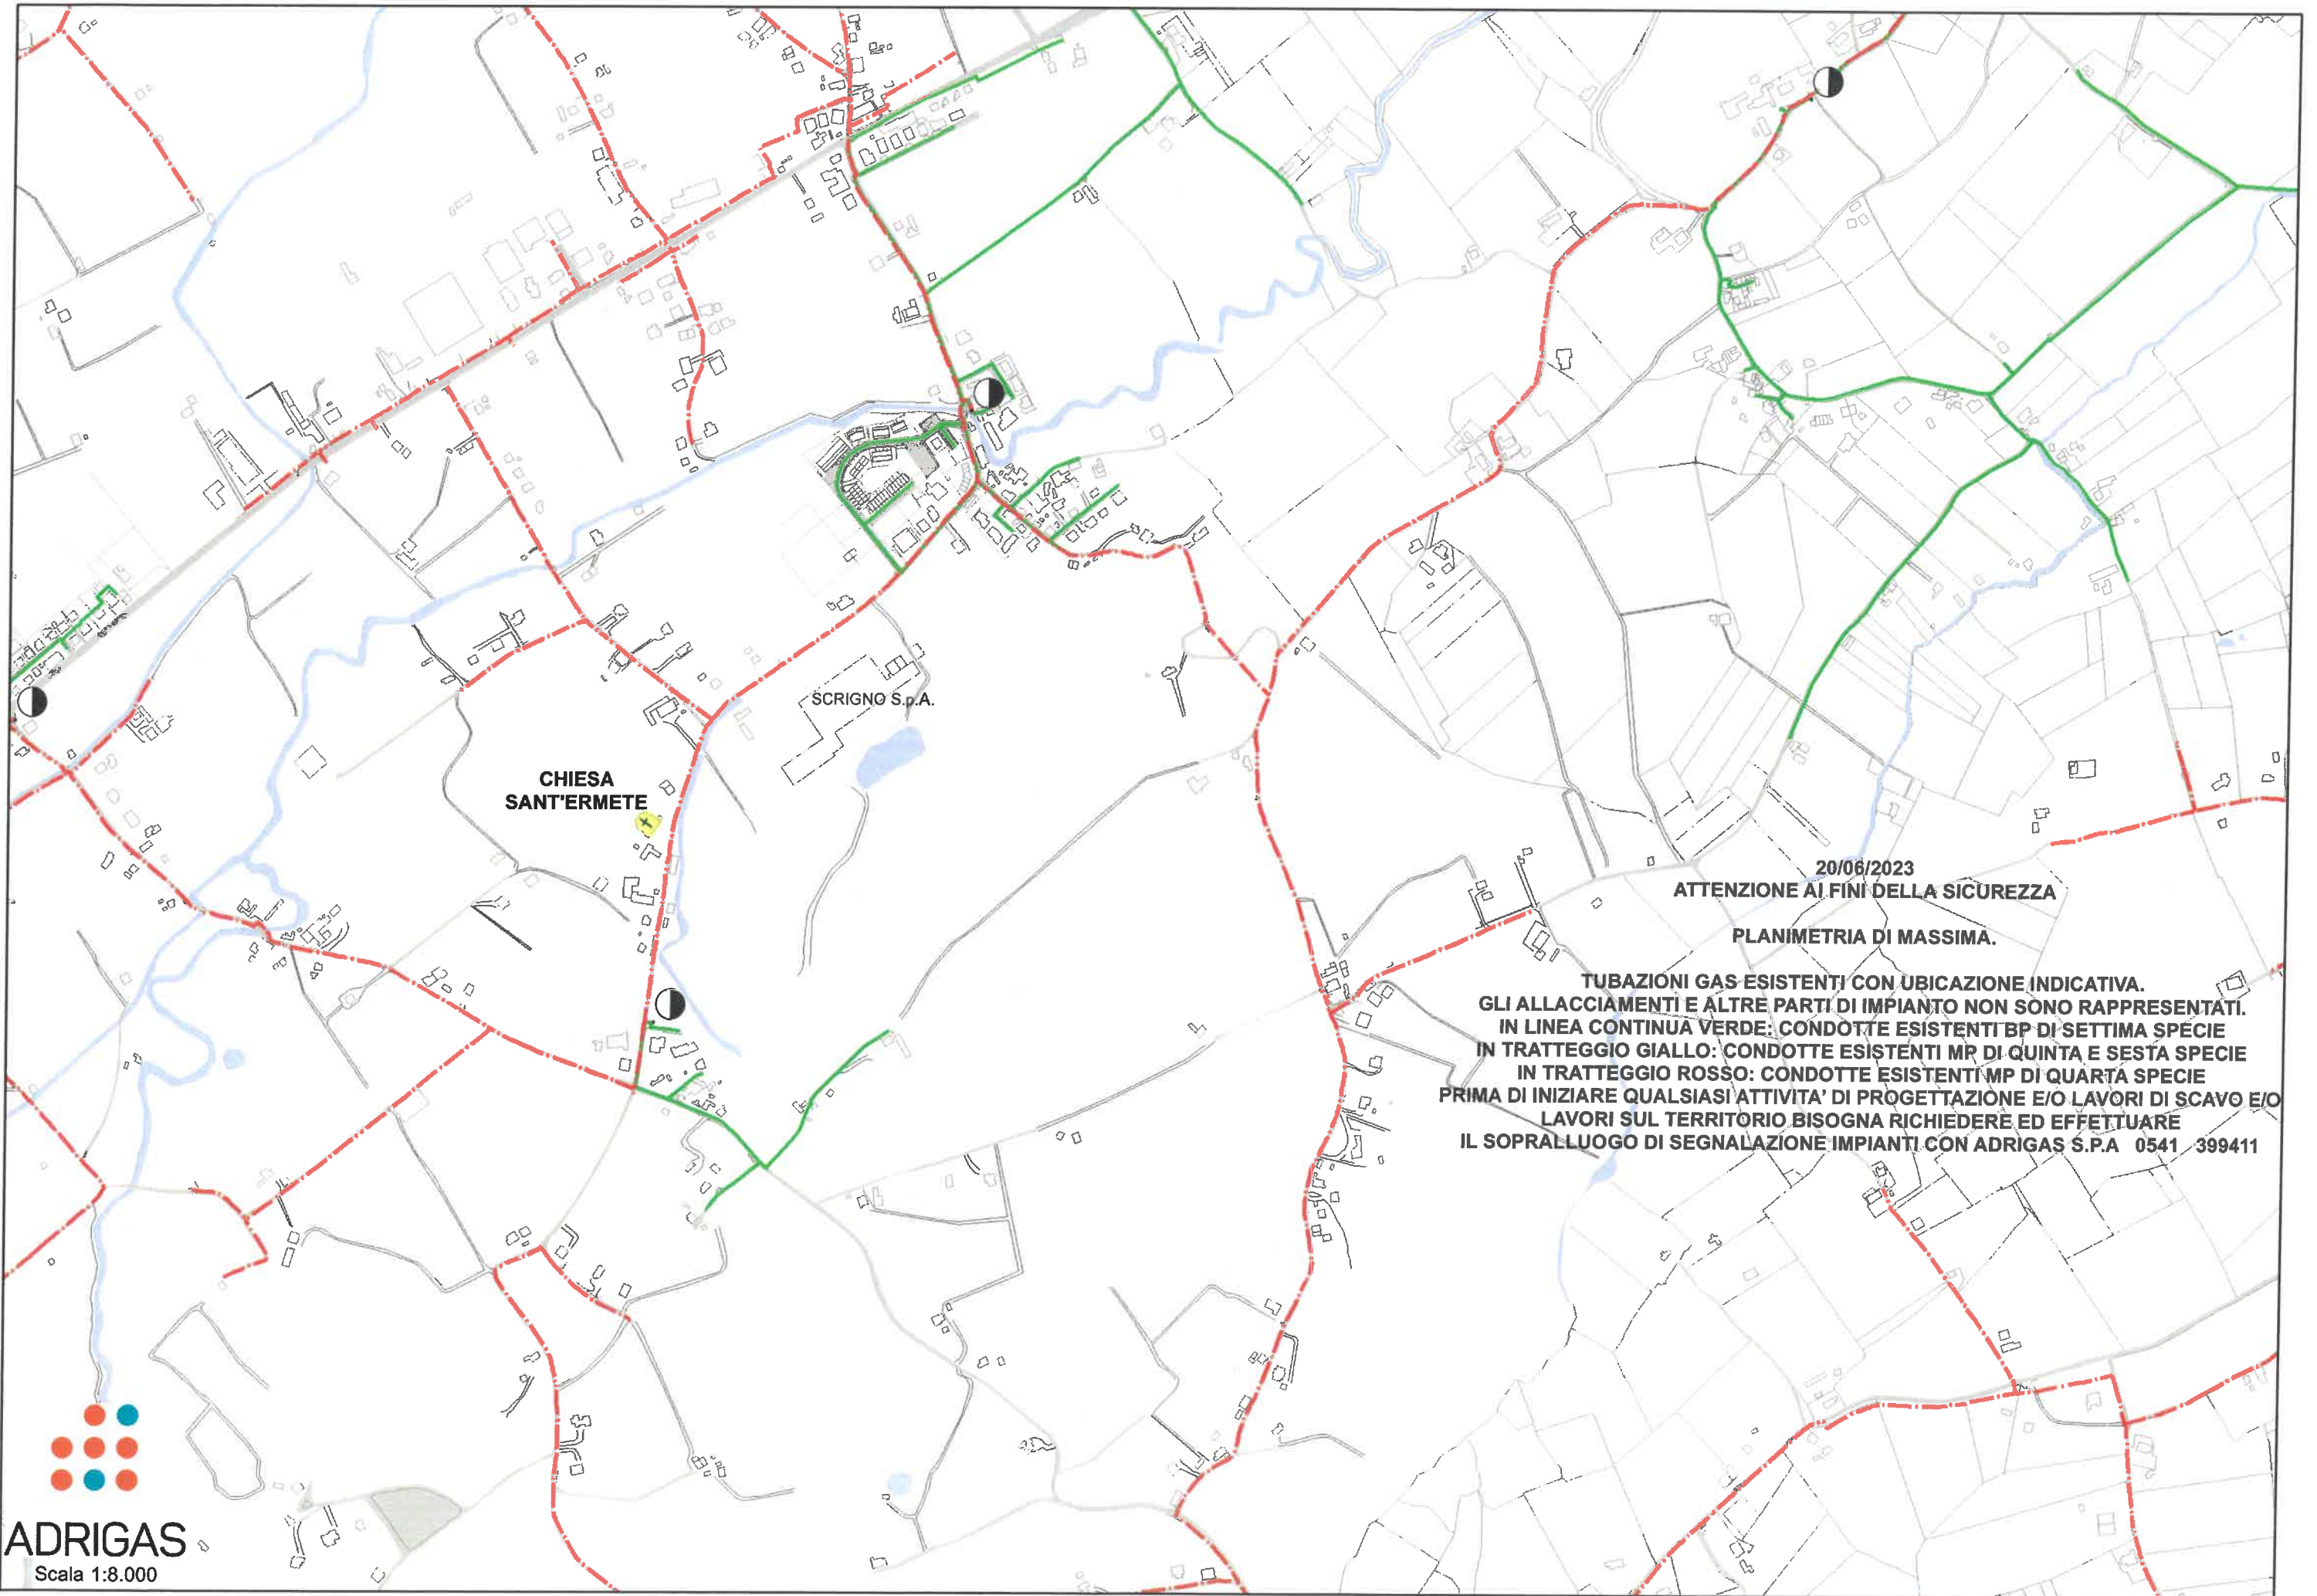 SCRIGNO S.p.A.
CHIESA
SANT'ERMETE
20/06/2023
ATTENZIONE AI FINI DELLA SICUREZZA
PLANIMETRIA DI MASSIMA.
TUBAZIONI GAS ESISTENTI CON UBICAZIONE INDICATIVA.
GLI ALLACCIAMENTI E ALTRE PARTI DI IMPIANTO NON SONO RAPPRESENTATI.
IN LINEA CONTINUA VERDE: CONDOTTE ESISTENTI BP DI SETTIMA SPECIE
IN TRATTEGGIO GIALLO: CONDOTTE ESISTENTI MP DI QUINTA E SESTA SPECIE
IN TRATTEGGIO ROSSO: CONDOTTE ESISTENTI MP DI QUARTA SPECIE
PRIMA DI INIZIARE QUALSIASI ATTIVITA' DI PROGETTAZIONE E/O LAVORI DI SCAVO E/O
LAVORI SUL TERRITORIO BISOGNA RICHIEDERE ED EFFETTUARE
IL SOPRALLUOGO DI SEGNALAZIONE IMPIANTI CON ADRIGAS S.P.A 0541 399411
ADRIGAS
Scala 1:8.000